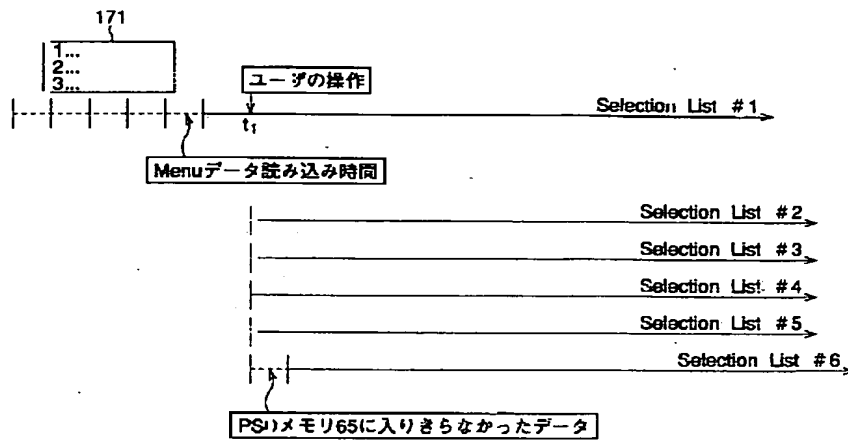 171
1...
2...
3...
ユーザの操作
t1
Selection List #1
Menuデータ読み込み時間
Selection List #2
Selection List #3
Selection List #4
Selection List #5
Selection List #6
PSのメモリ65に入りきらなかったデータ